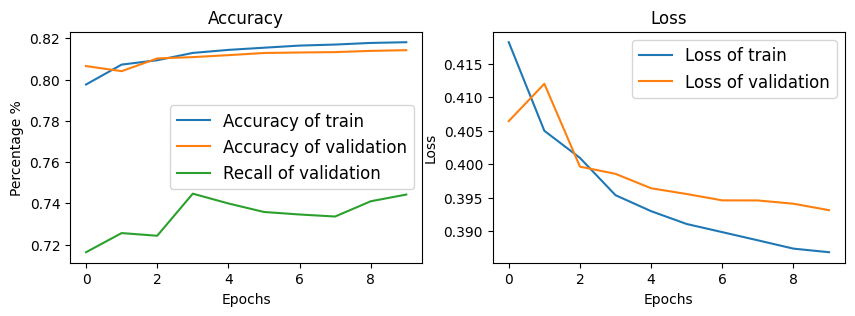 Accuracy
Percentage %
0.82
0.80
0.78
0.76
0.74
0.72
Accuracy of train
Accuracy of validation
Recall of validation
0 2 4 6 8
Epochs
Loss
Loss
0.415
0.410
0.405
0.400
0.395
0.390
Loss of train
Loss of validation
0 2 4 6 8
Epochs